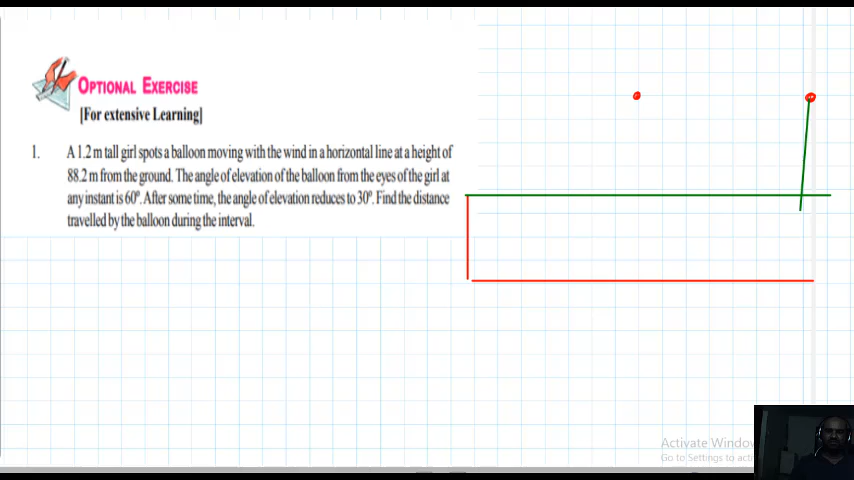 OPTIONAL EXERCISE
[For extensive Learning]
1. A 1.2 m tall girl spots a balloon moving with the wind in a horizontal line at a height of
88.2 m from the ground. The angle of elevation of the balloon from the eyes of the girl at
any instant is 60°. After some time, the angle of elevation reduces to 30°. Find the distance
travelled by the balloon during the interval.
Activate Window
Go to Settings to acti